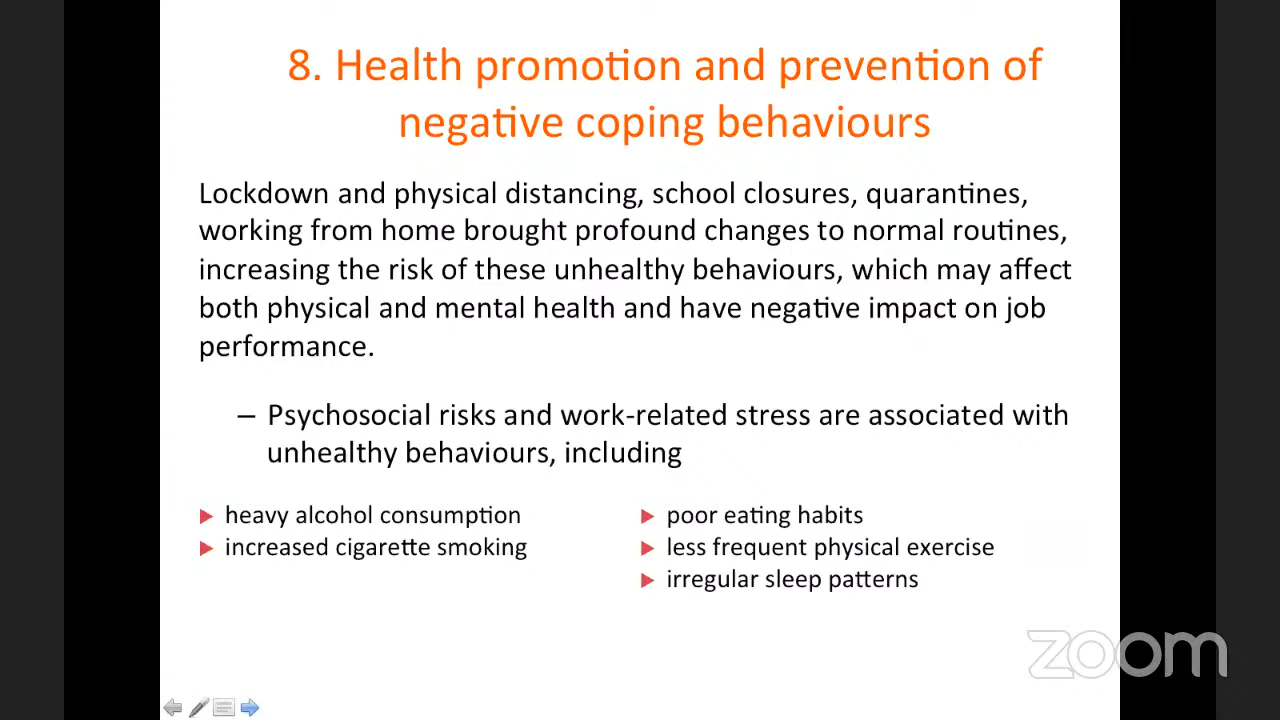 8. Health promotion and prevention of
negative coping behaviours
Lockdown and physical distancing, school closures, quarantines,
working from home brought profound changes to normal routines,
increasing the risk of these unhealthy behaviours, which may affect
both physical and mental health and have negative impact on job
performance.
– Psychosocial risks and work-related stress are associated with
unhealthy behaviours, including
heavy alcohol consumption
increased cigarette smoking
poor eating habits
less frequent physical exercise
irregular sleep patterns
zoom